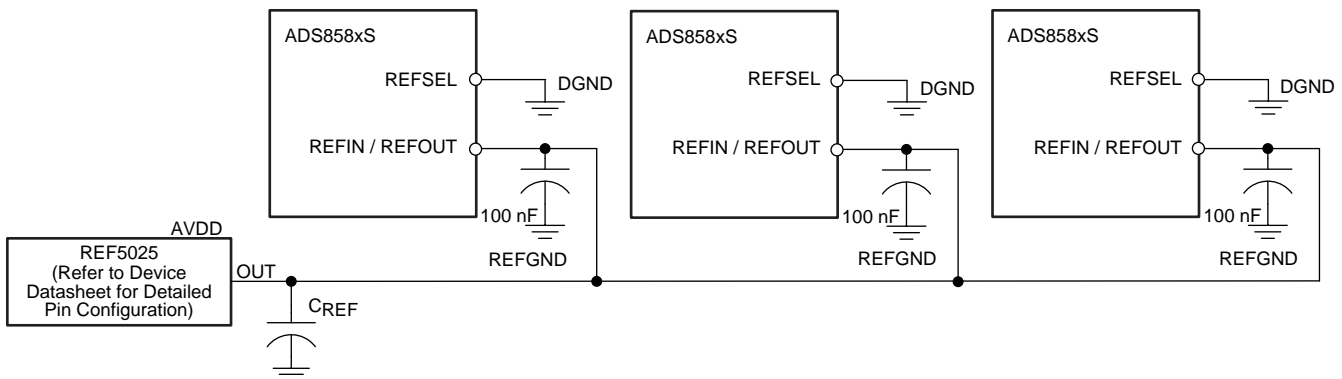 ADS858xS
REFSEL
DGND
REFIN / REFOUT
100 nF
REFGND
ADS858xS
REFSEL
DGND
REFIN / REFOUT
100 nF
REFGND
ADS858xS
REFSEL
DGND
REFIN / REFOUT
100 nF
REFGND
AVDD
REF5025
(Refer to Device
Datasheet for Detailed
Pin Configuration)
OUT
CREF